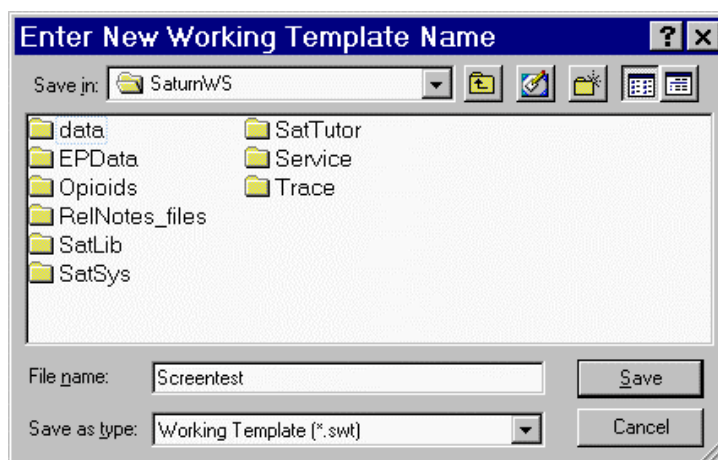 Enter New Working Template Name
Save in: SaturnWS
data
EPData
Opioids
RelNotes_files
SatLib
SatSys
SatTutor
Service
Trace
File name: Screentest Save
Save as type: Working Template (*.swt) Cancel